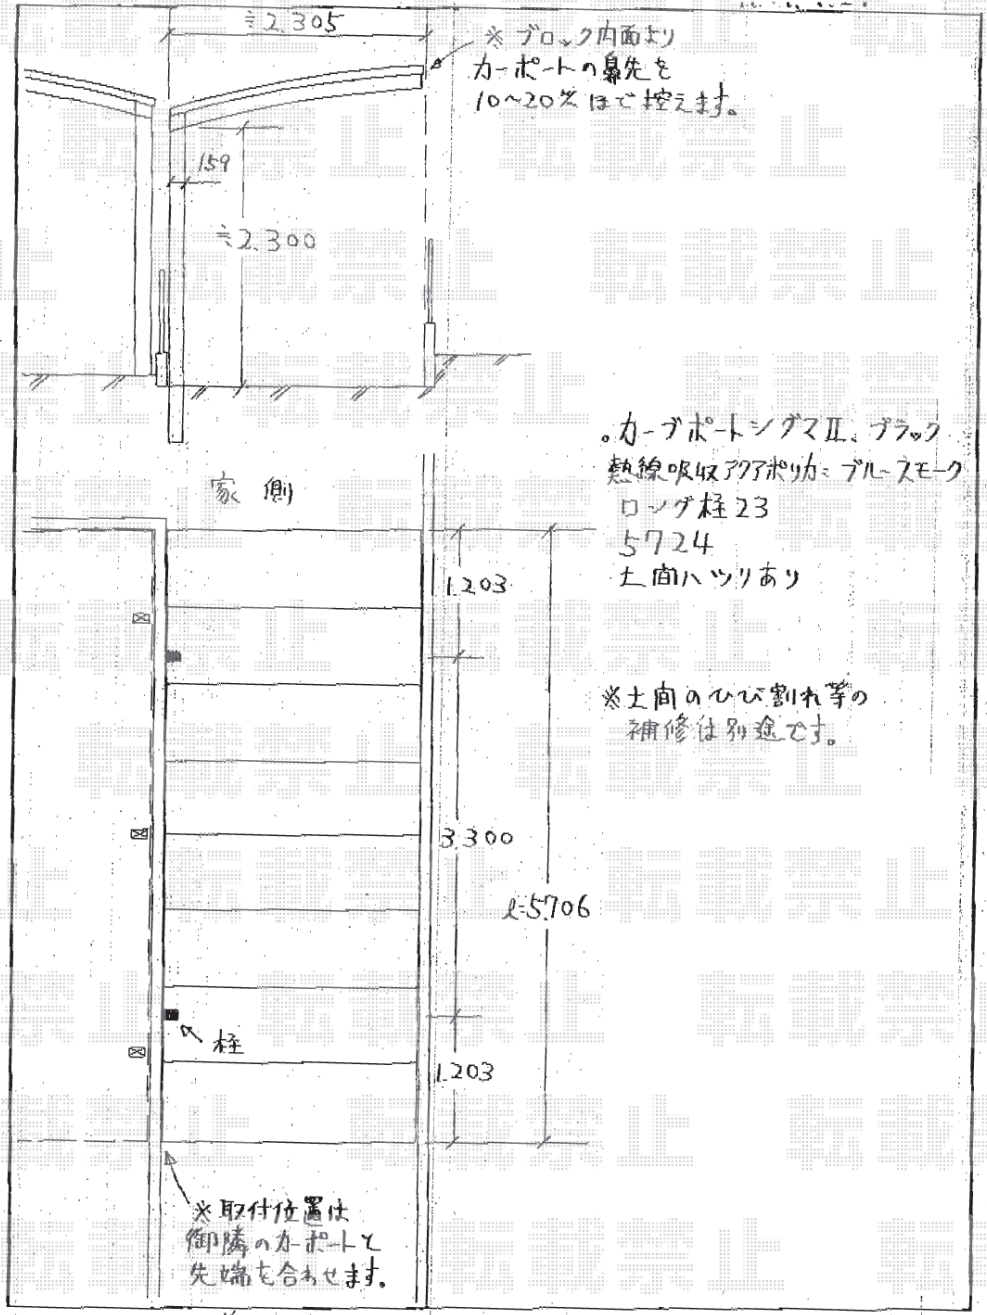 ≒2.305
※ ブロック内面より
カーポートの鼻先を
10~20㌢ほど控えます。
159
≒2.300
家側
。カーブポートシグマⅡ、ブラック
熱線吸収アクアポリカ:ブルースモーク
ロング柱23
5724
土間ハツリあり
1.203
※土間のひび割れ等の
補修は別途です。
3.300
ℓ=5.706
柱
1.203
※取付位置は
御隣のカーポートと
先端を合わせます。
転載禁止